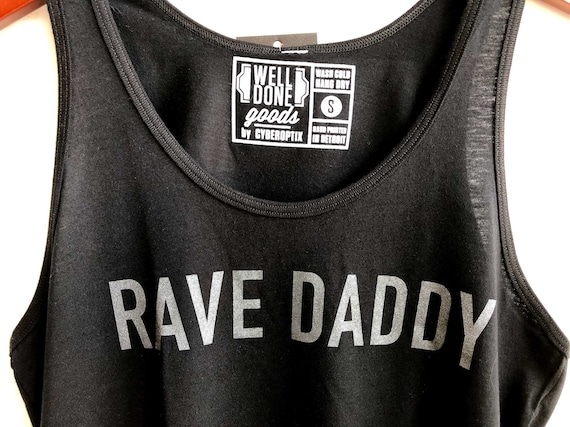 WELL
DONE
goods
by CYBEROPTIX
WASH COLD
HANG DRY
S
HAND PRINTED
IN DETROIT
RAVE DADDY